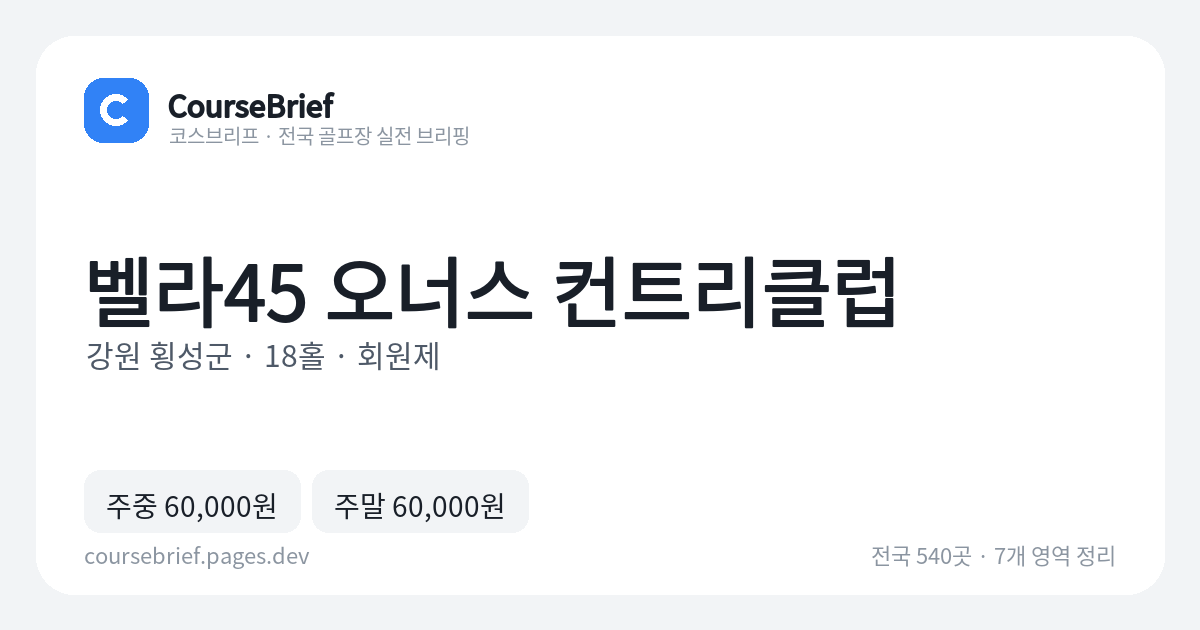 C
CourseBrief
코스브리프 · 전국 골프장 실전 브리핑
벨라45 오너스 컨트리클럽
강원 횡성군 · 18홀 · 회원제
주중 60,000원
주말 60,000원
coursebrief.pages.dev
전국 540곳 · 7개 영역 정리